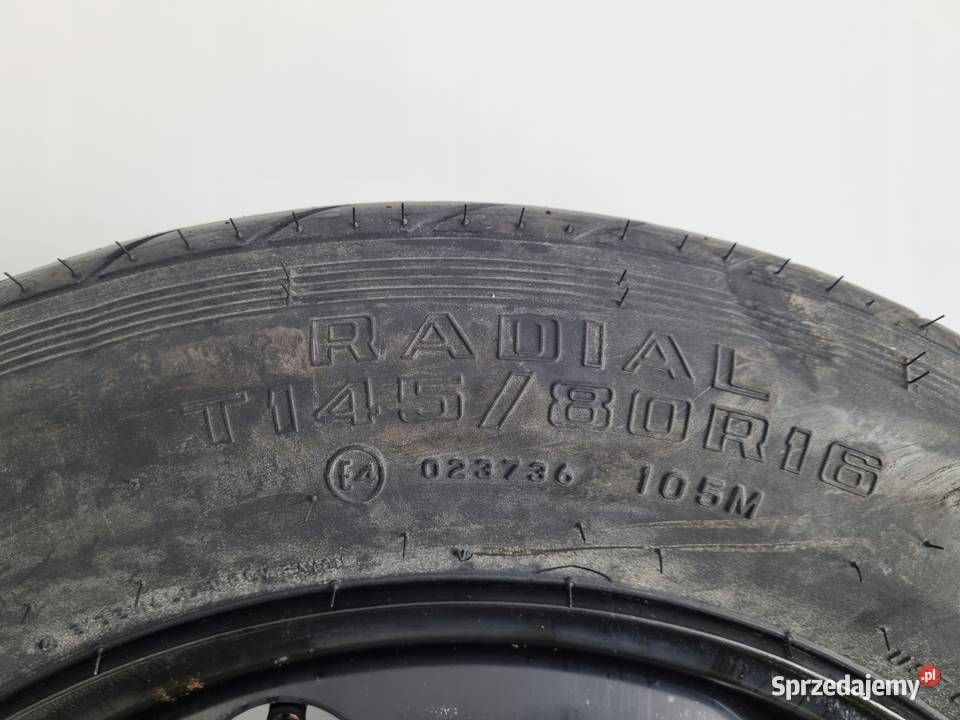 RADIAL
T145/80R16
E4 023736 105M
Sprzedajemy.pl